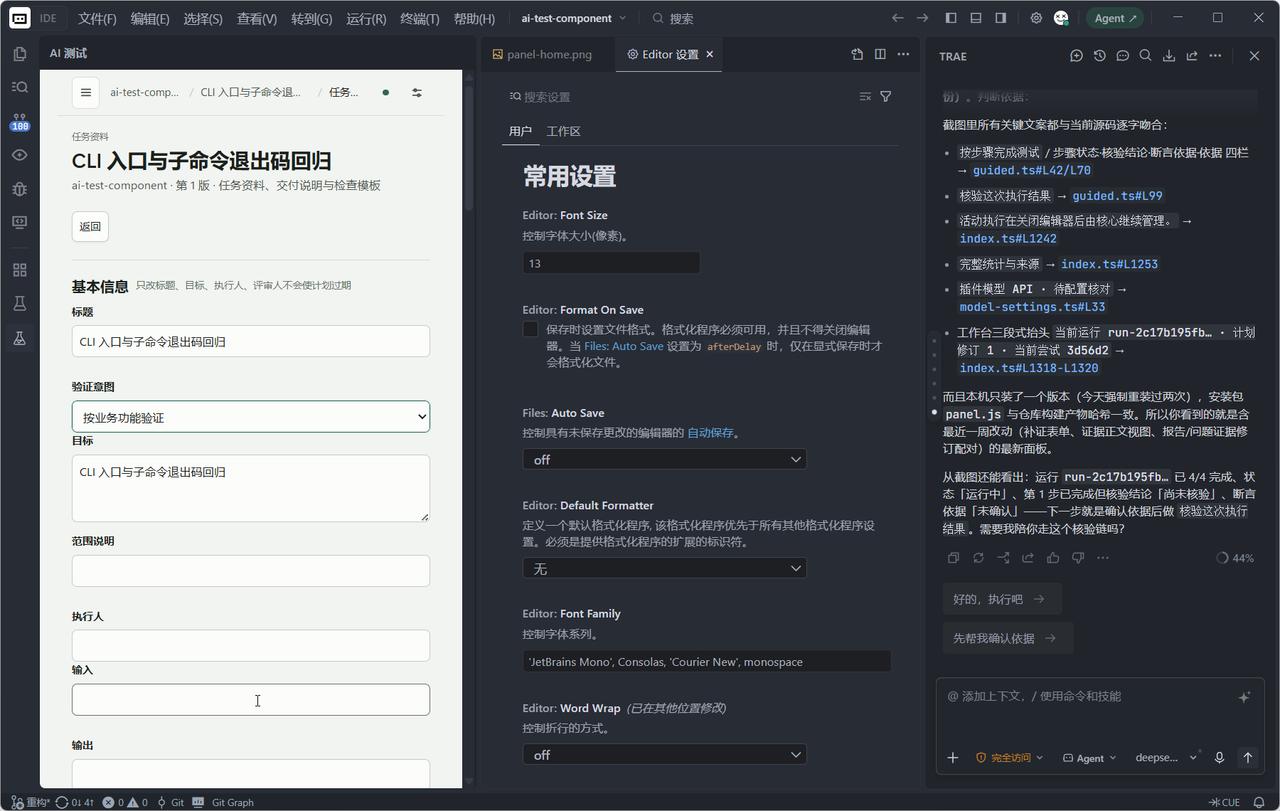 IDE 文件(F) 编辑(E) 选择(S) 查看(V) 转到(G) 运行(R) 终端(T) 帮助(H) ai-test-component 搜索 Agent ↗
AI 测试
100
ai-test-comp... / CLI 入口与子命令退... / 任务...
任务资料
CLI 入口与子命令退出码回归
ai-test-component · 第 1 版 · 任务资料、交付说明与检查模板
返回
基本信息 只改标题、目标、执行人、评审人不会使计划过期
标题
CLI 入口与子命令退出码回归
验证意图
按业务功能验证
目标
CLI 入口与子命令退出码回归
范围说明
执行人
输入
输出
panel-home.png
Editor 设置
搜索设置
用户 工作区
常用设置
Editor: Font Size
控制字体大小(像素)。
13
Editor: Format On Save
保存时设置文件格式。格式化程序必须可用，并且不得关闭编辑
器。当 Files: Auto Save 设置为 afterDelay 时，仅在显式保存时才
会格式化文件。
Files: Auto Save
控制具有未保存更改的编辑器的 自动保存。
off
Editor: Default Formatter
定义一个默认格式化程序, 该格式化程序优先于所有其他格式化程序设
置。必须是提供格式化程序的扩展的标识符。
无
Editor: Font Family
控制字体系列。
'JetBrains Mono', Consolas, 'Courier New', monospace
Editor: Word Wrap (已在其他位置修改)
控制折行的方式。
off
TRAE
份）。判断依据：
截图里所有关键文案都与当前源码逐字吻合：
• 按步骤完成测试 / 步骤状态·核验结论·断言依据·依据 四栏
→ guided.ts#L42/L70
• 核验这次执行结果 → guided.ts#L99
• 活动执行在关闭编辑器后由核心继续管理。 →
index.ts#L1242
• 完整统计与来源 → index.ts#L1253
• 插件模型 API · 待配置核对 →
model-settings.ts#L33
• 工作台三段式抬头 当前运行 run-2c17b195fb… · 计划
修订 1 · 当前尝试 3d56d2 →
index.ts#L1318-L1320
而且本机只装了一个版本（今天强制重装过两次），安装包
panel.js 与仓库构建产物哈希一致。所以你看到的就是含
最近一周改动（补证表单、证据正文视图、报告/问题证据修
订配对）的最新面板。
从截图还能看出：运行 run-2c17b195fb… 已 4/4 完成、状
态「运行中」、第 1 步已完成但核验结论「尚未核验」、断言
依据「未确认」——下一步就是确认依据后做 核验这次执行
结果 。需要我陪你走这个核验链吗？
44%
好的，执行吧 →
先帮我确认依据 →
@ 添加上下文，/ 使用命令和技能
完全访问 Agent deepse...
重构* 0↓ 4↑ 0 0 Git Git Graph CUE